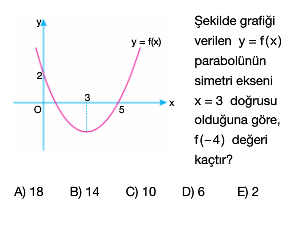 y
y = f(x)
2
3
O
5
x
Şekilde grafiği
verilen y = f(x)
parabolünün
simetri ekseni
x = 3 doğrusu
olduğuna göre,
f(−4) değeri
kaçtır?
A) 18 B) 14 C) 10 D) 6 E) 2